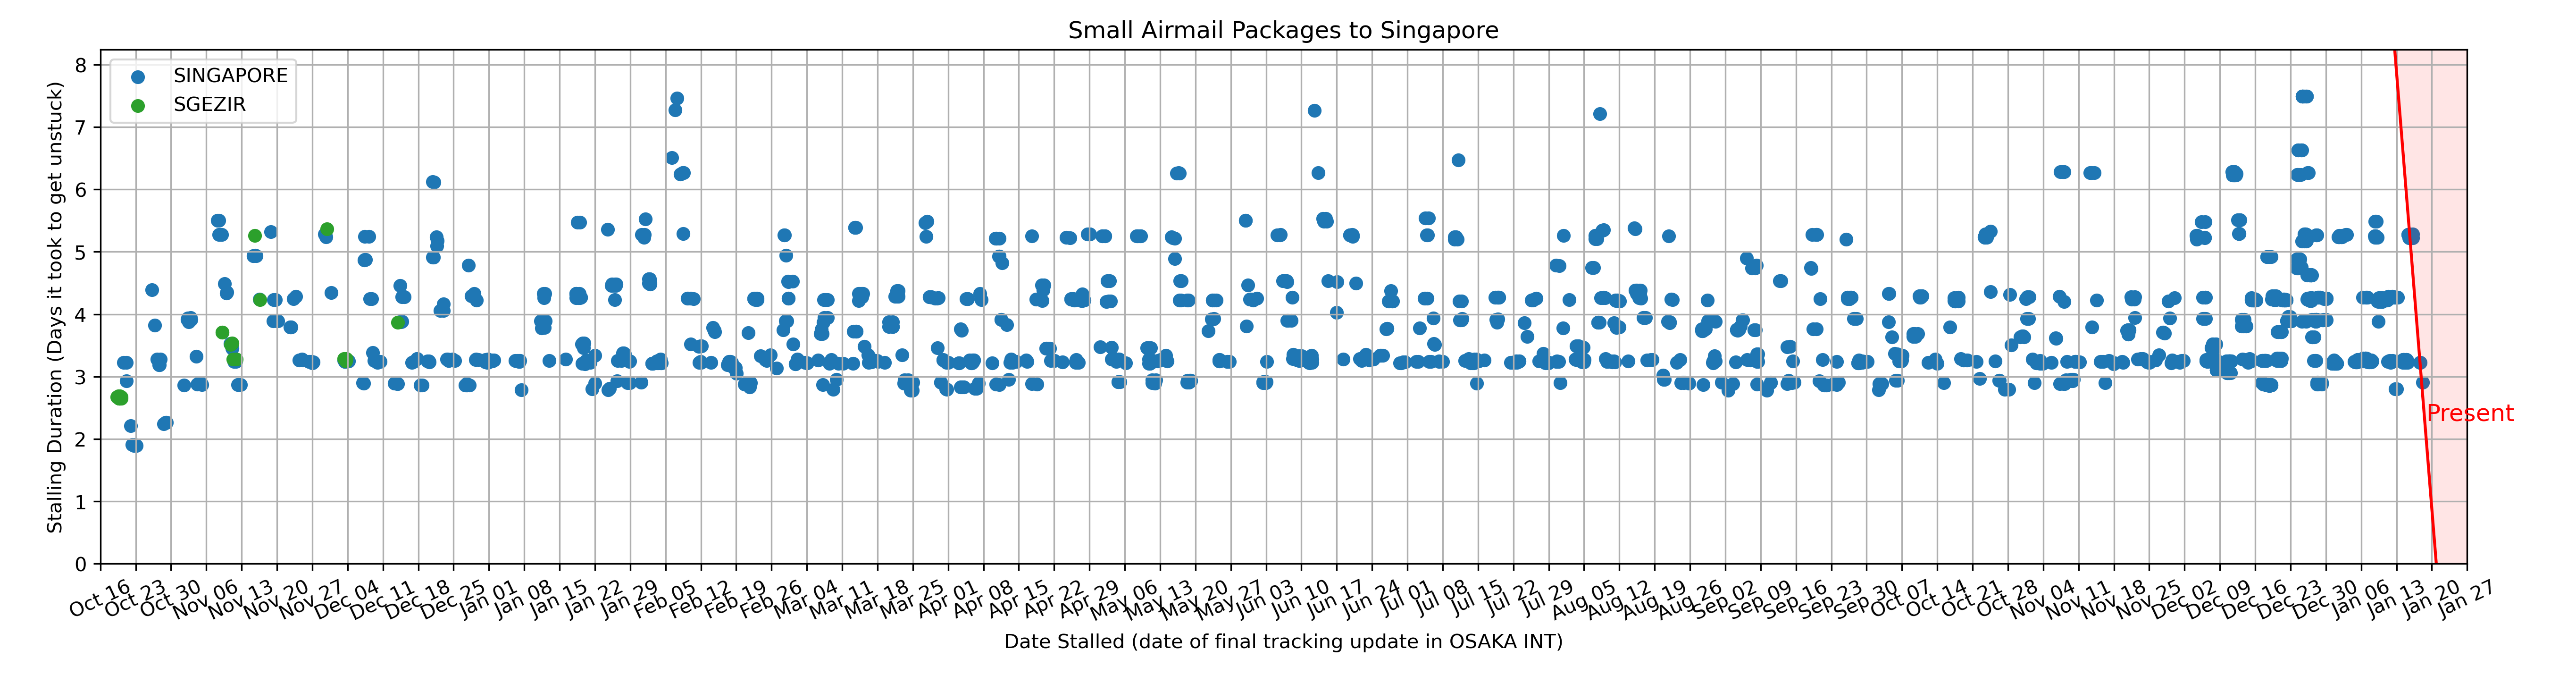 Small Airmail Packages to Singapore
SINGAPORE
SGEZIR
Stalling Duration (Days it took to get unstuck)
8
7
6
5
4
3
2
1
0
Present
Oct 16 Oct 23 Oct 30 Nov 06 Nov 13 Nov 20 Nov 27 Dec 04 Dec 11 Dec 18 Dec 25 Jan 01 Jan 08 Jan 15 Jan 22 Jan 29 Feb 05 Feb 12 Feb 19 Feb 26 Mar 04 Mar 11 Mar 18 Mar 25 Apr 01 Apr 08 Apr 15 Apr 22 Apr 29 May 06 May 13 May 20 May 27 Jun 03 Jun 10 Jun 17 Jun 24 Jul 01 Jul 08 Jul 15 Jul 22 Jul 29 Aug 05 Aug 12 Aug 19 Aug 26 Sep 02 Sep 09 Sep 16 Sep 23 Sep 30 Oct 07 Oct 14 Oct 21 Oct 28 Nov 04 Nov 11 Nov 18 Nov 25 Dec 02 Dec 09 Dec 16 Dec 23 Dec 30 Jan 06 Jan 13 Jan 20 Jan 27
Date Stalled (date of final tracking update in OSAKA INT)